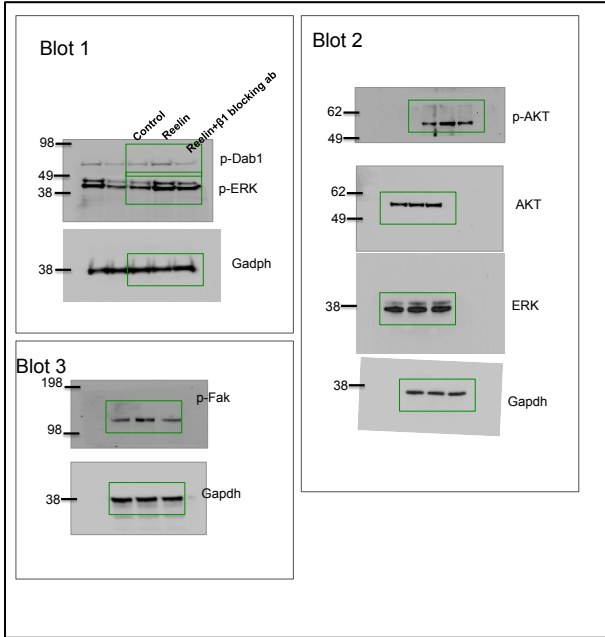 Blot 1
Control
Reelin
Reelin+β1 blocking ab
98
p-Dab1
49
p-ERK
38
Gadph
38
Blot 2
62
p-AKT
49
62
AKT
49
38
ERK
38
Gapdh
Blot 3
198
p-Fak
98
Gapdh
38